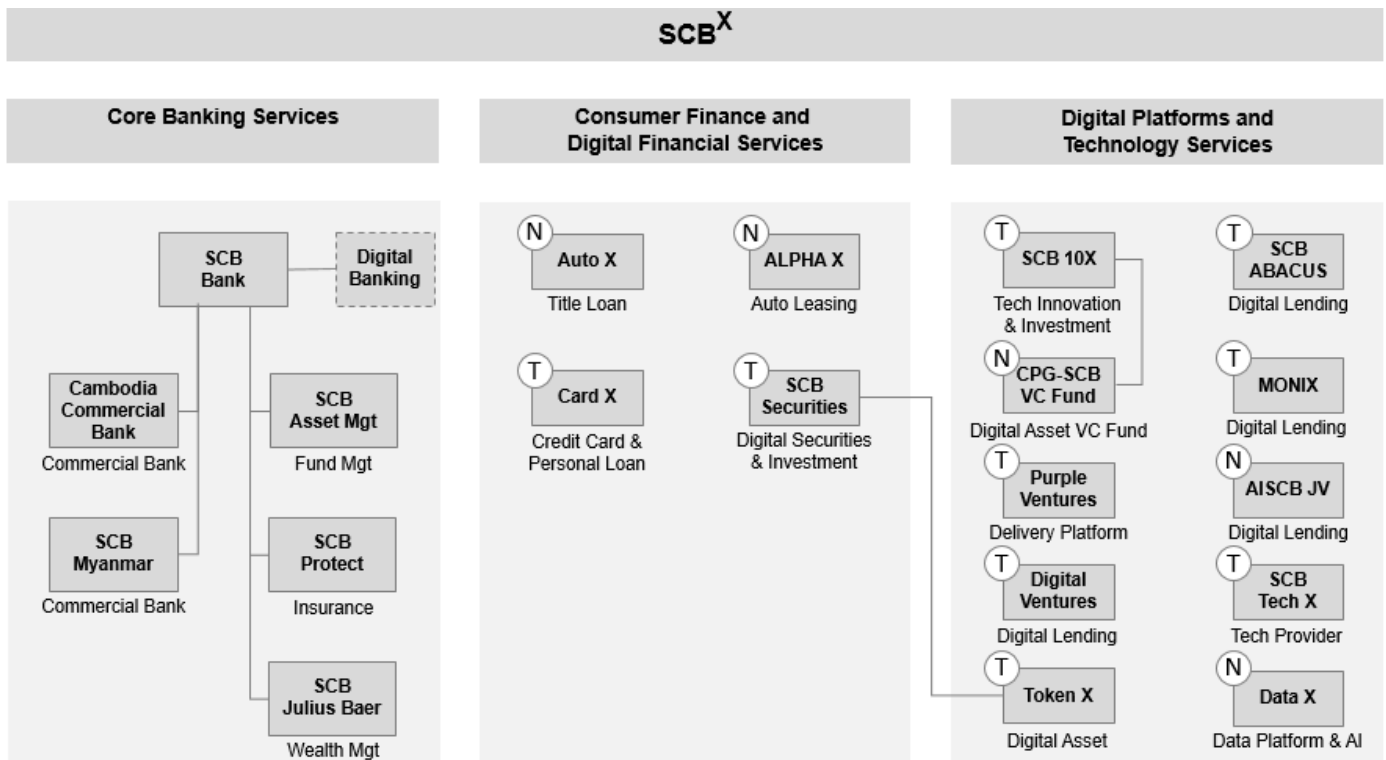 SCBX
Core Banking Services
Consumer Finance and
Digital Financial Services
Digital Platforms and
Technology Services
SCB
Bank
Digital
Banking
Cambodia
Commercial
Bank
Commercial Bank
SCB
Asset Mgt
Fund Mgt
SCB
Myanmar
Commercial Bank
SCB
Protect
Insurance
SCB
Julius Baer
Wealth Mgt
N
Auto X
Title Loan
N
ALPHA X
Auto Leasing
T
Card X
Credit Card &
Personal Loan
T
SCB
Securities
Digital Securities
& Investment
T
SCB 10X
Tech Innovation
& Investment
T
SCB
ABACUS
Digital Lending
N
CPG-SCB
VC Fund
Digital Asset VC Fund
T
MONIX
Digital Lending
T
Purple
Ventures
Delivery Platform
N
AISCB JV
Digital Lending
T
Digital
Ventures
Digital Lending
T
SCB
Tech X
Tech Provider
T
Token X
Digital Asset
N
Data X
Data Platform & AI